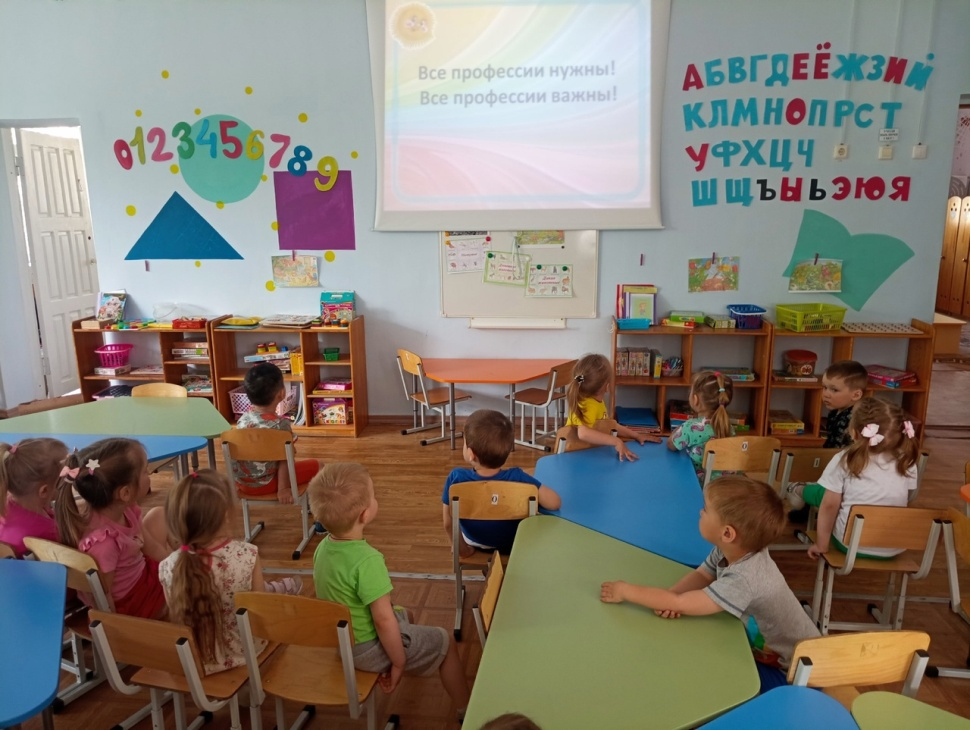 Все профессии нужны!
Все профессии важны!
0123456789
АБВГДЕЁЖЗИЙ
КЛМНОПРСТ
УФХЦЧ
ШЩЪЫЬЭЮЯ